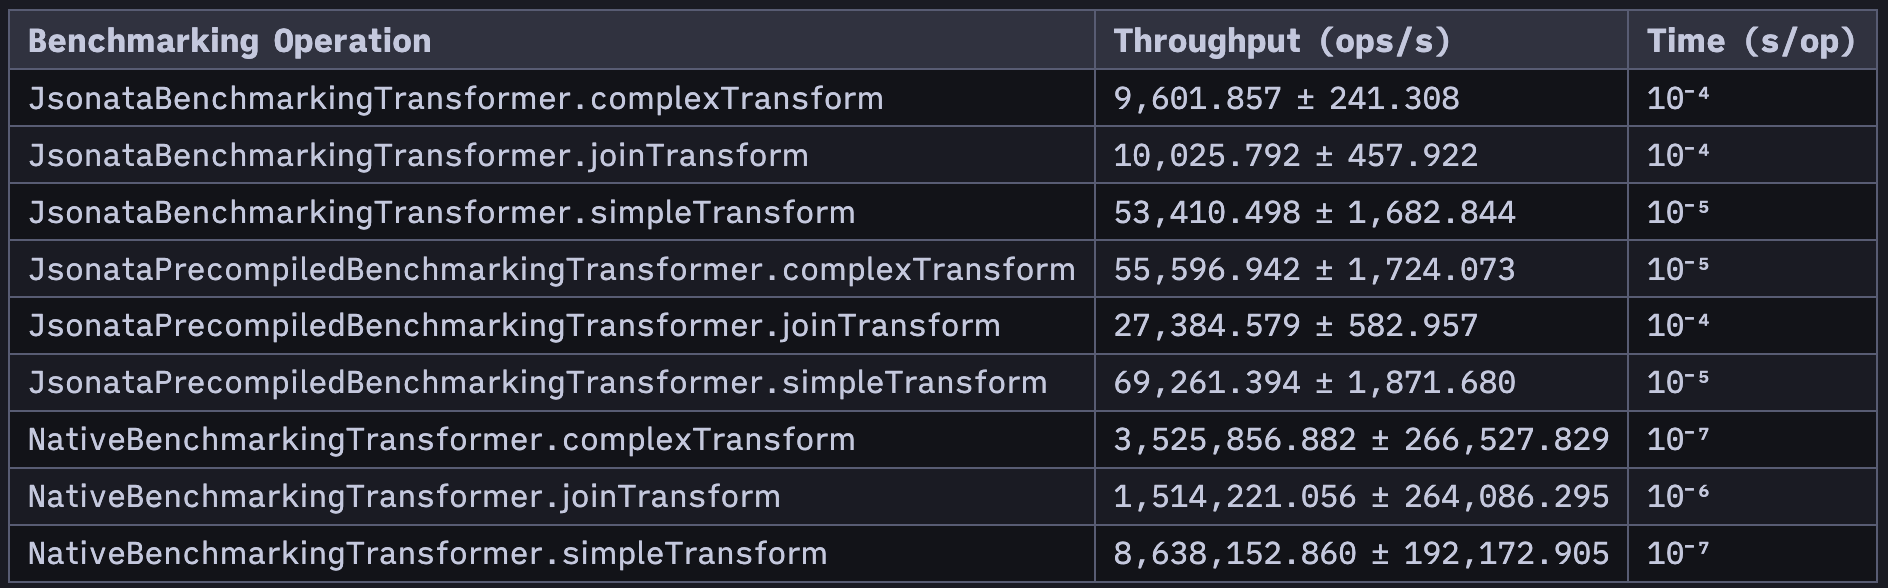 Benchmarking Operation Throughput (ops/s) Time (s/op)
JsonataBenchmarkingTransformer.complexTransform 9,601.857 ± 241.308 10⁻⁴
JsonataBenchmarkingTransformer.joinTransform 10,025.792 ± 457.922 10⁻⁴
JsonataBenchmarkingTransformer.simpleTransform 53,410.498 ± 1,682.844 10⁻⁵
JsonataPrecompiledBenchmarkingTransformer.complexTransform 55,596.942 ± 1,724.073 10⁻⁵
JsonataPrecompiledBenchmarkingTransformer.joinTransform 27,384.579 ± 582.957 10⁻⁴
JsonataPrecompiledBenchmarkingTransformer.simpleTransform 69,261.394 ± 1,871.680 10⁻⁵
NativeBenchmarkingTransformer.complexTransform 3,525,856.882 ± 266,527.829 10⁻⁷
NativeBenchmarkingTransformer.joinTransform 1,514,221.056 ± 264,086.295 10⁻⁶
NativeBenchmarkingTransformer.simpleTransform 8,638,152.860 ± 192,172.905 10⁻⁷